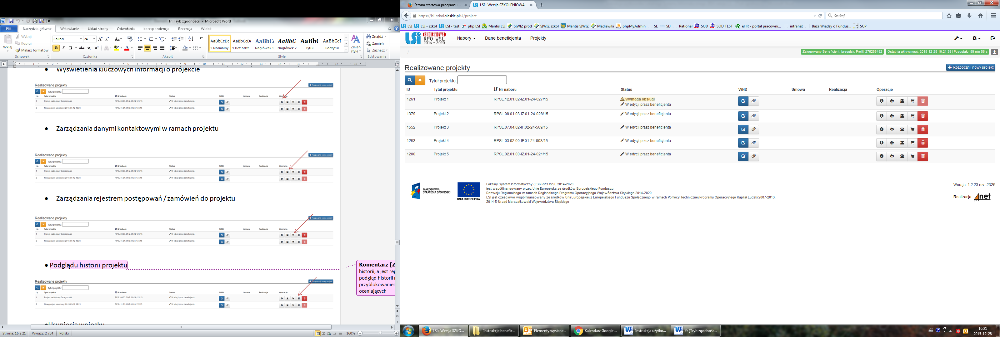 fr [Tryb zgodności] - Microsoft Word
Plik Narzędzia główne Wstawianie Układ strony Odwołania Korespondencja Recenzja Widok
Wklej
Wytnij
Kopiuj
Malarz formatów
Schowek
Calibri 24
Czcionka
Akapit
AaBbCcDc AaBbCcDc AaBbC AaBbC AaBbC AaBbCcI
¶ Normalny ¶ Bez odst... Nagłówek 1 Nagłówek 2 Tytuł Podtytuł
Zmień style
Style
Znajdź
Zamień
Zaznacz
Edytowanie
1 2 3 4 5 6 7 8 9 10 11 12 13 14 15 17 18
• Wyświetlenia kluczowych informacji o projekcie
Realizowane projekty
+ Rozpocznij nowy projekt
Tytuł projektu
Lp. Tytuł projektu Nr naboru Status WND Umowa Realizacja Operacje
1 Projekt nadtestowy Grzegorza W RPSL.09.03.01-IZ.01-24-121/15 W edycji przez beneficjenta
2 Nowy projekt utworzony: 2015-05-12 18:21 RPSL.11.01.01-IZ.01-24-137/15 W edycji przez beneficjenta
• Zarządzania danymi kontaktowymi w ramach projektu
Realizowane projekty
+ Rozpocznij nowy projekt
Tytuł projektu
Lp. Tytuł projektu Nr naboru Status WND Umowa Realizacja Operacje
1 Projekt nadtestowy Grzegorza W RPSL.09.03.01-IZ.01-24-121/15 W edycji przez beneficjenta
2 Nowy projekt utworzony: 2015-05-12 18:21 RPSL.11.01.01-IZ.01-24-137/15 W edycji przez beneficjenta
• Zarządzania rejestrem postępowań / zamówień do projektu
Realizowane projekty
+ Rozpocznij nowy projekt
Tytuł projektu
Lp. Tytuł projektu Nr naboru Status WND Umowa Realizacja Operacje
1 Projekt nadtestowy Grzegorza W RPSL.09.03.01-IZ.01-24-121/15 W edycji przez beneficjenta
2 Nowy projekt utworzony: 2015-05-12 18:21 RPSL.11.01.01-IZ.01-24-137/15 W edycji przez beneficjenta
• Podglądu historii projektu
Komentarz [Z
historii, a jest rep
podgląd historii
przyblokowanie
oceniających
Realizowane projekty
+ Rozpocznij nowy projekt
Tytuł projektu
Lp. Tytuł projektu Nr naboru Status WND Umowa Realizacja Operacje
1 Projekt nadtestowy Grzegorza W RPSL.09.03.01-IZ.01-24-121/15 W edycji przez beneficjenta
2 Nowy projekt utworzony: 2015-05-12 18:21 RPSL.11.01.01-IZ.01-24-137/15 W edycji przez beneficjenta
•Usunięcia wniosku
Strona: 16 z 21 Wyrazy: 2 734 Polski 160%
Strona startowa programu ... LSI : Wersja SZKOLENIOWA
https://lsi-szkol.slaskie.pl/#/project
Szukaj
LSI LSI - szkol LSI - test php LSI Mantis LSI SIWIZ prod SIWIZ szkol Mantis SIWIZ Mediawiki phpMyAdmin SL SD Rational SOD SOD TEST eHR - portal pracowni... intranet Baza Wiedzy o Fundus... SCP
LSI SZKOLENIOWA
RPO WSL
2014 - 2020
Nabory Dane beneficjenta Projekty
/
Zalogowany Beneficjent: bregulak; Profil: 276255482 Ostatnia aktywność: 2015-12-28 10:21:39 | Pozostało: 59 min 56 s
Realizowane projekty
+ Rozpocznij nowy projekt
Tytuł projektu:
ID Tytuł projektu Nr naboru Status WND Umowa Realizacja Operacje
1261 Projekt 1 RPSL.12.01.02-IZ.01-24-027/15 Wymaga obsługi
W edycji przez beneficjenta
1379 Projekt 2 RPSL.08.01.03-IZ.01-24-028/15 W edycji przez beneficjenta
1552 Projekt 3 RPSL.07.04.02-IP.02-24-569/15 W edycji przez beneficjenta
1253 Projekt 4 RPSL.03.02.00-IP.01-24-003/15 W edycji przez beneficjenta
1200 Projekt 5 RPSL.02.01.00-IZ.01-24-021/15 W edycji przez beneficjenta
NARODOWA
STRATEGIA SPÓJNOŚCI
UNIA EUROPEJSKA
Lokalny System Informatyczny (LSI) RPO WSL 2014-2020
jest współfinansowany przez Unię Europejską ze środków Europejskiego Funduszu
Rozwoju Regionalnego w ramach Regionalnego Programu Operacyjnego Województwa Śląskiego 2014-2020.
LSI jest częściowo współfinansowany ze środków Unii Europejskiej z Europejskiego Funduszu Społecznego w ramach Pomocy Technicznej Programu Operacyjnego Kapitał Ludzki 2007-2013.
2014 © Urząd Marszałkowski Województwa Śląskiego
Wersja: 1.2.23 rev.: 2325
Realizacja: art 4net
LSI : Wersja SZKO... Instrukcje benefic... Elementy wysłane... Kalendarz Google ... Instrukcja użytko... fr [Tryb zgodnośc...
10:21
2015-12-28